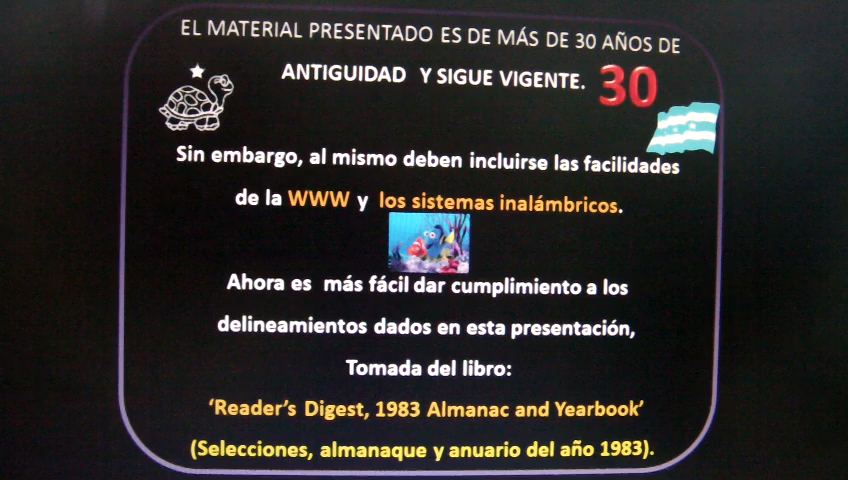 EL MATERIAL PRESENTADO ES DE MÁS DE 30 AÑOS DE
ANTIGUIDAD Y SIGUE VIGENTE. 30
Sin embargo, al mismo deben incluirse las facilidades
de la WWW y los sistemas inalámbricos.
Ahora es más fácil dar cumplimiento a los
delineamientos dados en esta presentación,
Tomada del libro:
‘Reader’s Digest, 1983 Almanac and Yearbook’
(Selecciones, almanaque y anuario del año 1983).